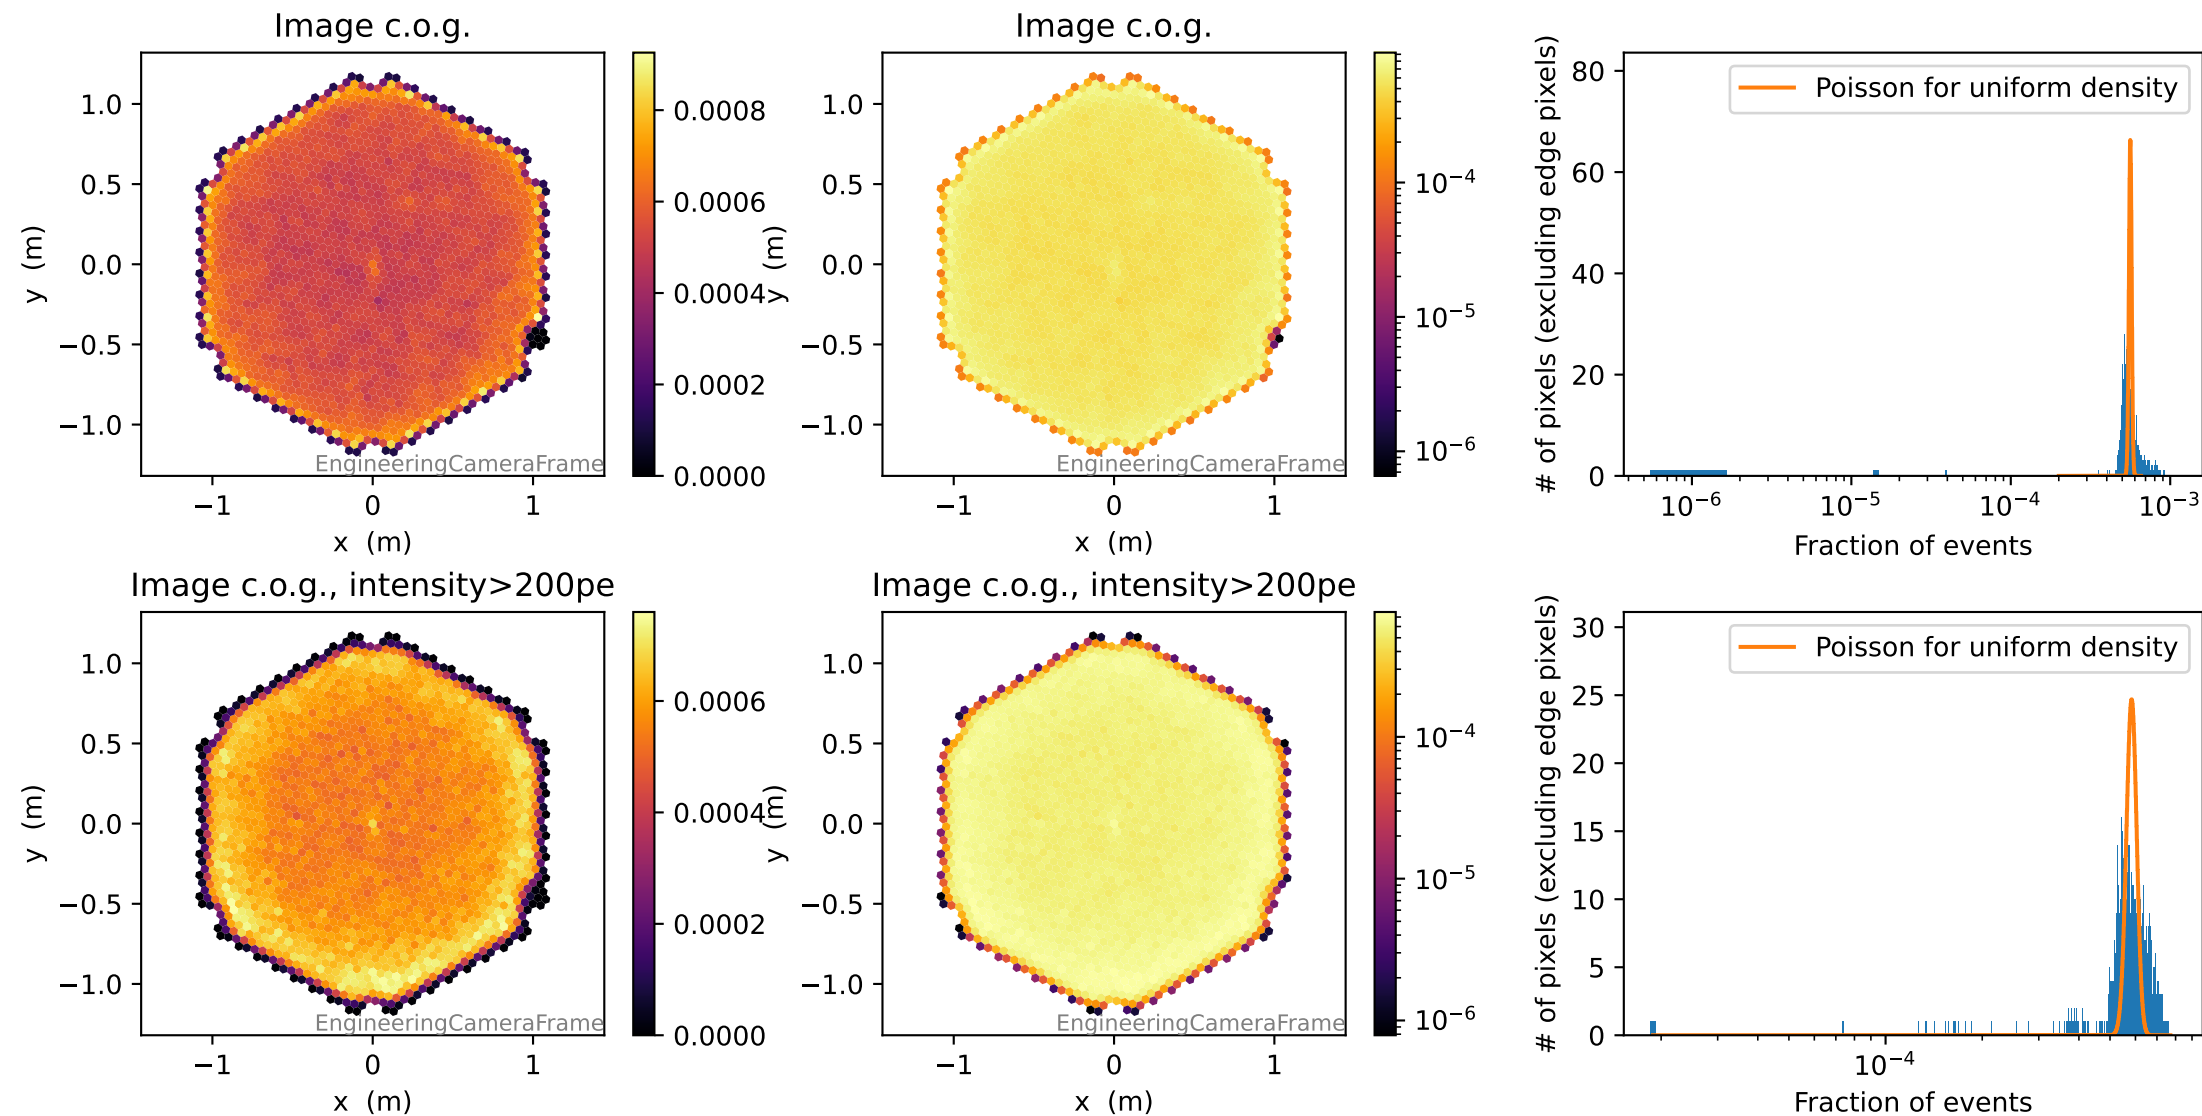 Image c.o.g.
1.0
0.5
0.0
−0.5
−1.0
y (m)
−1
0
1
x (m)
EngineeringCameraFrame
0.0008
0.0006
0.0004
0.0002
0.0000
Image c.o.g.
1.0
0.5
0.0
−0.5
−1.0
y (m)
−1
0
1
x (m)
EngineeringCameraFrame
10⁻⁴
10⁻⁵
10⁻⁶
# of pixels (excluding edge pixels)
80
60
40
20
0
Poisson for uniform density
10⁻⁶
10⁻⁵
10⁻⁴
10⁻³
Fraction of events
Image c.o.g., intensity>200pe
1.0
0.5
0.0
−0.5
−1.0
y (m)
−1
0
1
x (m)
EngineeringCameraFrame
0.0006
0.0004
0.0002
0.0000
Image c.o.g., intensity>200pe
1.0
0.5
0.0
−0.5
−1.0
y (m)
−1
0
1
x (m)
EngineeringCameraFrame
10⁻⁴
10⁻⁵
10⁻⁶
# of pixels (excluding edge pixels)
30
25
20
15
10
5
0
Poisson for uniform density
10⁻⁴
Fraction of events